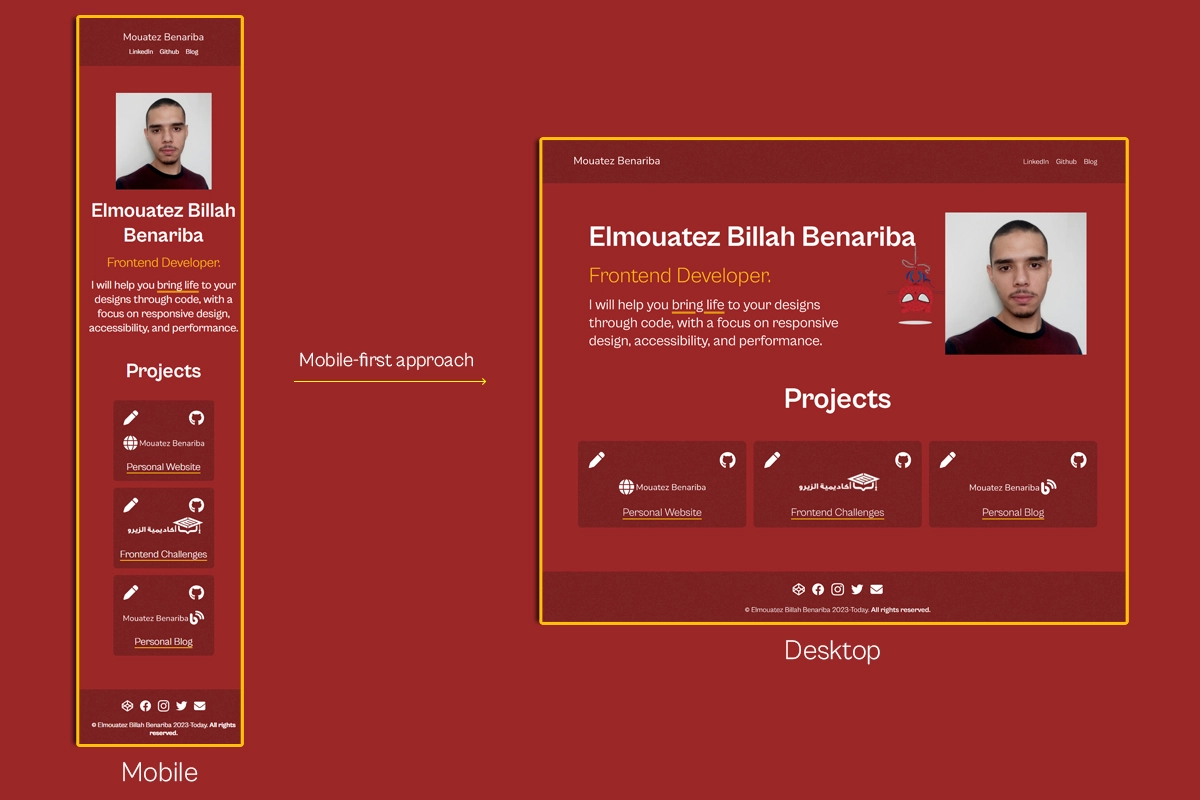 Mouatez Benariba
LinkedIn Github Blog
Elmouatez Billah
Benariba
Frontend Developer.
I will help you bring life to your
designs through code, with a
focus on responsive design,
accessibility, and performance.
Projects
Mouatez Benariba
Personal Website
أكاديمية الزيرو
Frontend Challenges
Mouatez Benariba
Personal Blog
© Elmouatez Billah Benariba 2023-Today. All rights
reserved.
Mobile
Mobile-first approach
Mouatez Benariba
LinkedIn Github Blog
Elmouatez Billah Benariba
Frontend Developer.
I will help you bring life to your designs
through code, with a focus on responsive
design, accessibility, and performance.
Projects
Mouatez Benariba
Personal Website
أكاديمية الزيرو
Frontend Challenges
Mouatez Benariba
Personal Blog
© Elmouatez Billah Benariba 2023-Today. All rights reserved.
Desktop